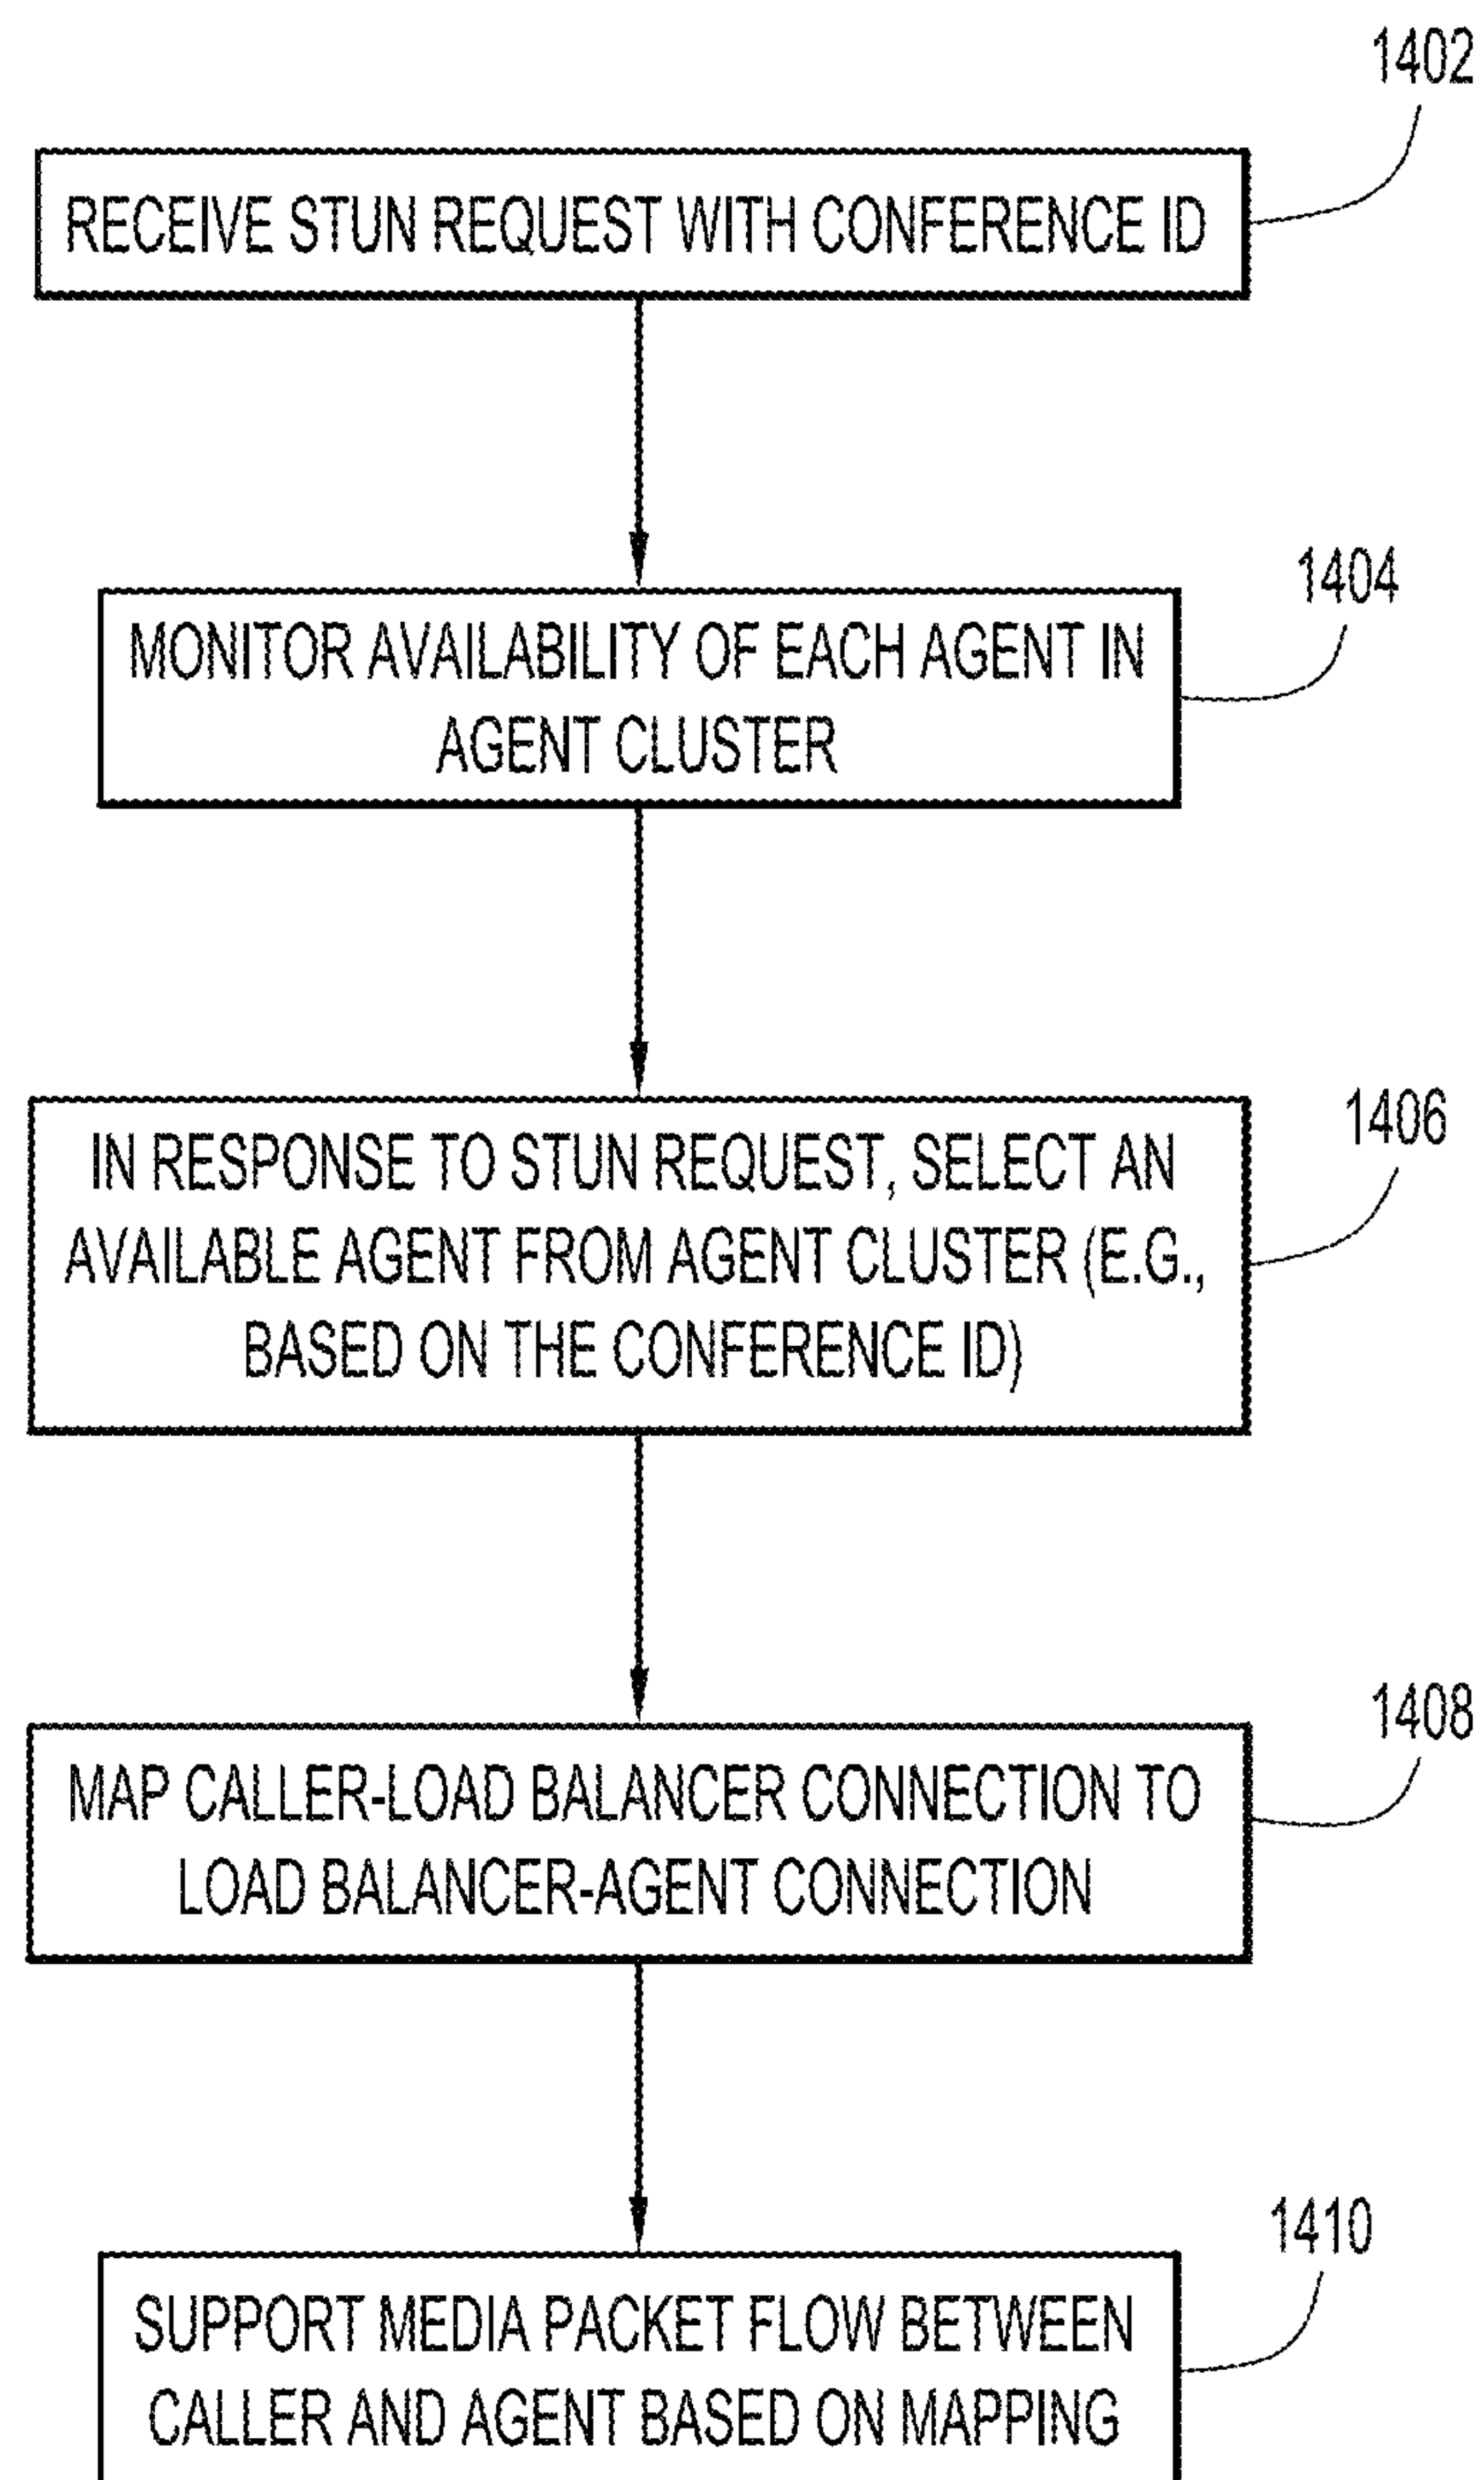 1402
RECEIVE STUN REQUEST WITH CONFERENCE ID
1404
MONITOR AVAILABILITY OF EACH AGENT IN
AGENT CLUSTER
1406
IN RESPONSE TO STUN REQUEST, SELECT AN
AVAILABLE AGENT FROM AGENT CLUSTER (E.G.,
BASED ON THE CONFERENCE ID)
1408
MAP CALLER-LOAD BALANCER CONNECTION TO
LOAD BALANCER-AGENT CONNECTION
1410
SUPPORT MEDIA PACKET FLOW BETWEEN
CALLER AND AGENT BASED ON MAPPING